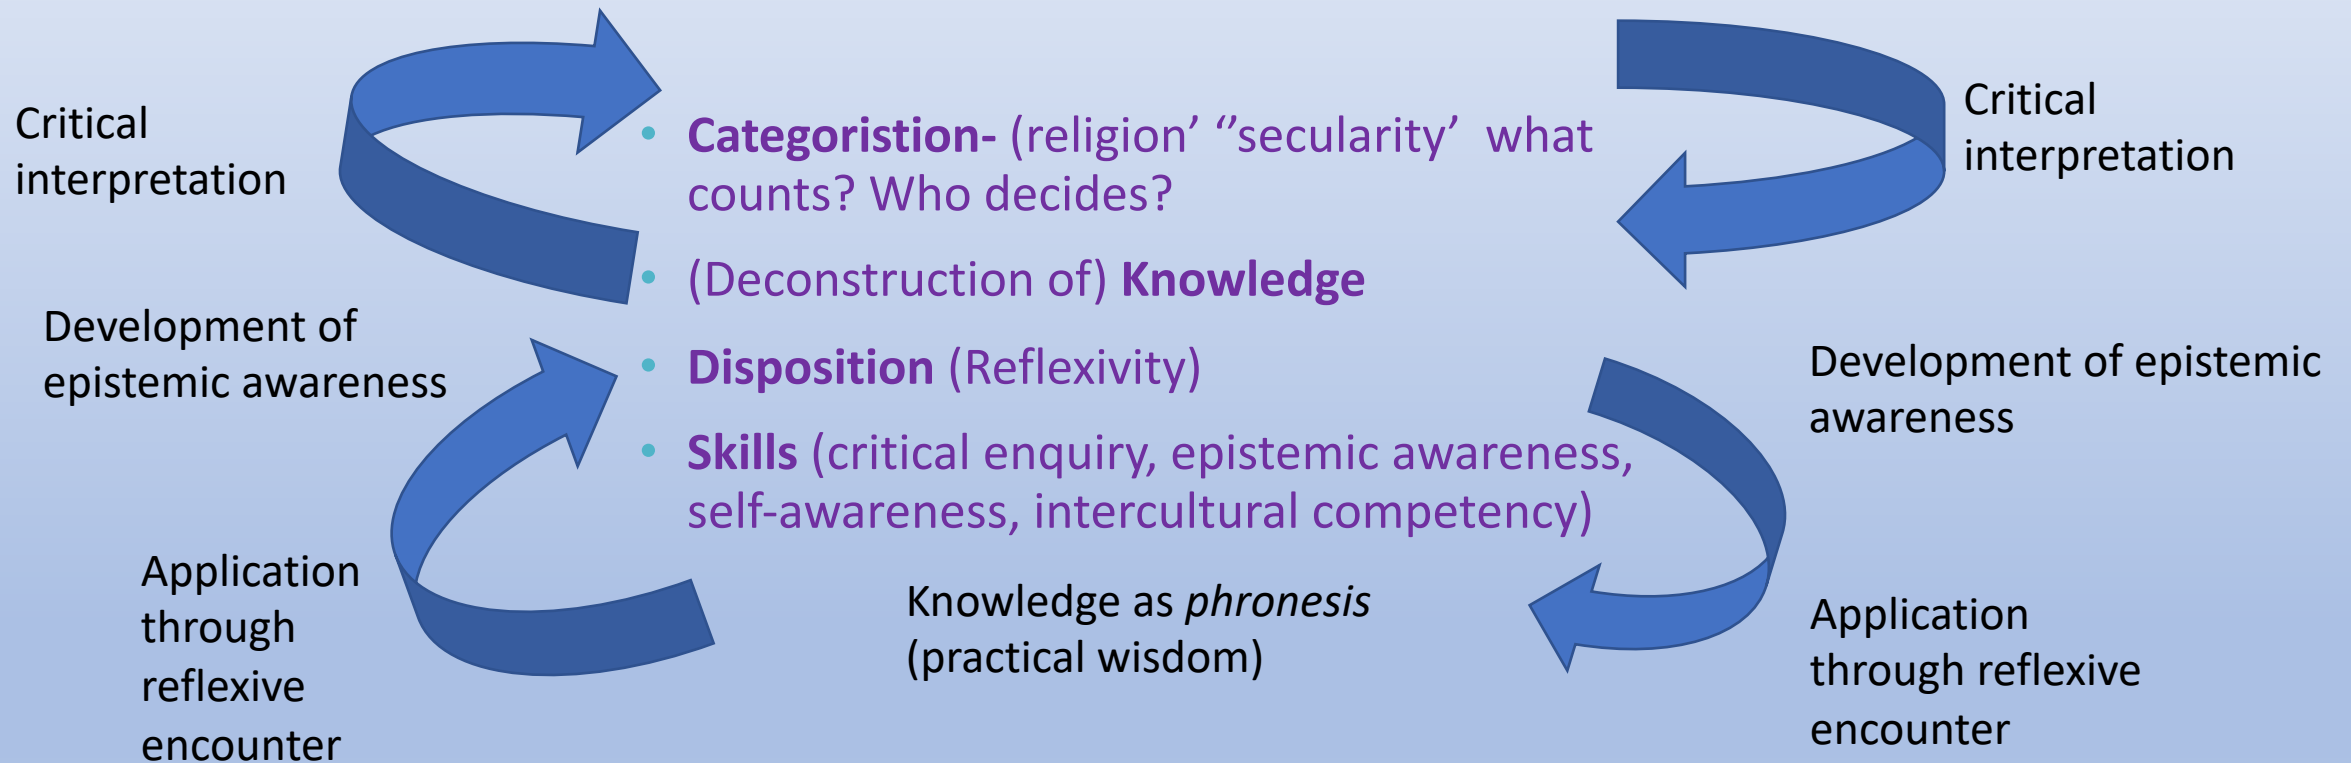 Critical
interpretation
Development of
epistemic awareness
Application
through
reflexive
encounter
• Categoristion- (religion’ ‘’secularity’ what
counts? Who decides?
• (Deconstruction of) Knowledge
• Disposition (Reflexivity)
• Skills (critical enquiry, epistemic awareness,
self-awareness, intercultural competency)
Knowledge as phronesis
(practical wisdom)
Critical
interpretation
Development of epistemic
awareness
Application
through reflexive
encounter